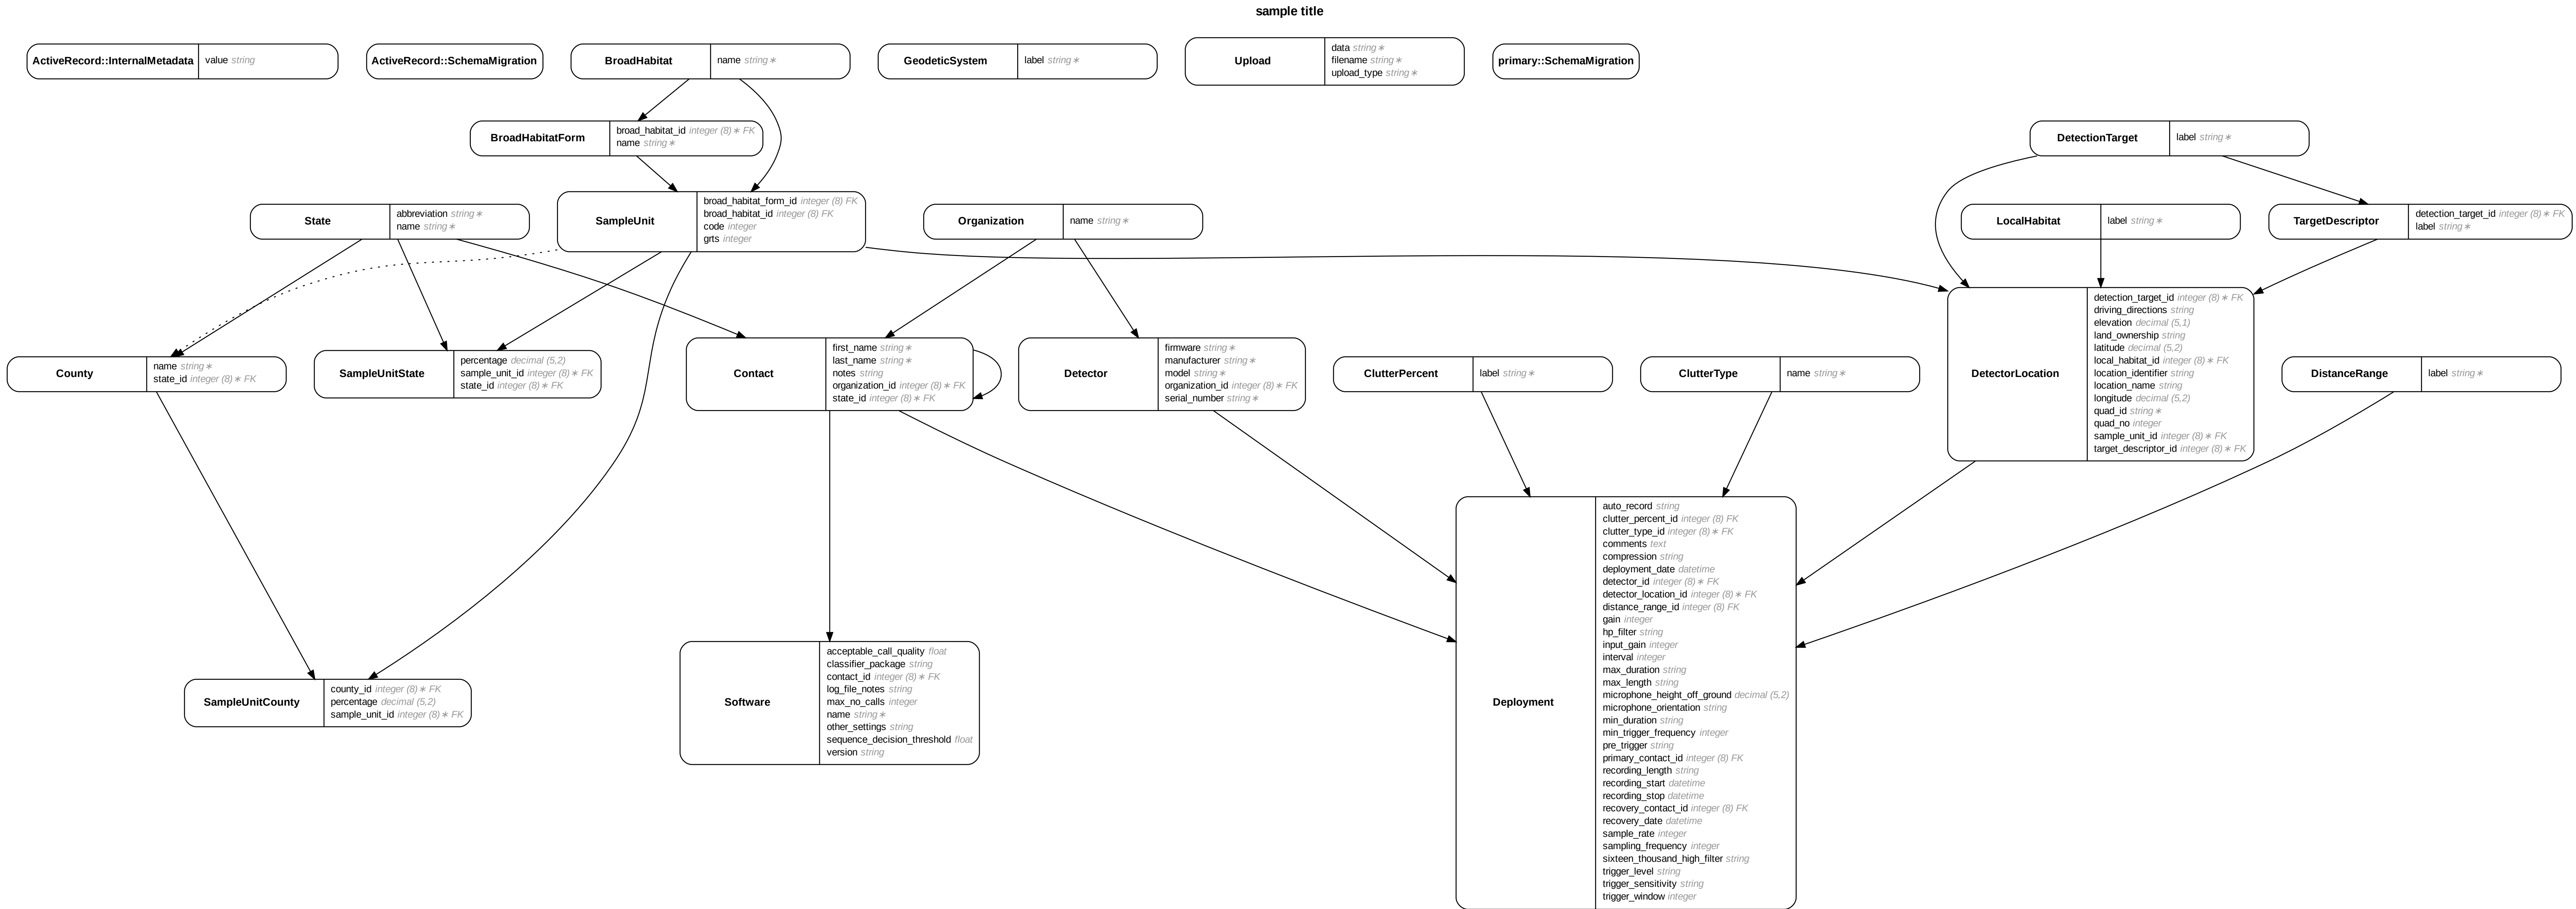 sample title
ActiveRecord::InternalMetadata
value string
ActiveRecord::SchemaMigration
BroadHabitat
name string∗
GeodeticSystem
label string∗
Upload
data string∗
filename string∗
upload_type string∗
primary::SchemaMigration
BroadHabitatForm
broad_habitat_id integer (8)∗ FK
name string∗
DetectionTarget
label string∗
State
abbreviation string∗
name string∗
SampleUnit
broad_habitat_form_id integer (8) FK
broad_habitat_id integer (8) FK
code integer
grts integer
Organization
name string∗
LocalHabitat
label string∗
TargetDescriptor
detection_target_id integer (8)∗ FK
label string∗
County
name string∗
state_id integer (8)∗ FK
SampleUnitState
percentage decimal (5,2)
sample_unit_id integer (8)∗ FK
state_id integer (8)∗ FK
Contact
first_name string∗
last_name string∗
notes string
organization_id integer (8)∗ FK
state_id integer (8)∗ FK
Detector
firmware string∗
manufacturer string∗
model string∗
organization_id integer (8)∗ FK
serial_number string∗
ClutterPercent
label string∗
ClutterType
name string∗
DetectorLocation
detection_target_id integer (8)∗ FK
driving_directions string
elevation decimal (5,1)
land_ownership string
latitude decimal (5,2)
local_habitat_id integer (8)∗ FK
location_identifier string
location_name string
longitude decimal (5,2)
quad_id string∗
quad_no integer
sample_unit_id integer (8)∗ FK
target_descriptor_id integer (8)∗ FK
DistanceRange
label string∗
SampleUnitCounty
county_id integer (8)∗ FK
percentage decimal (5,2)
sample_unit_id integer (8)∗ FK
Software
acceptable_call_quality float
classifier_package string
contact_id integer (8)∗ FK
log_file_notes string
max_no_calls integer
name string∗
other_settings string
sequence_decision_threshold float
version string
Deployment
auto_record string
clutter_percent_id integer (8) FK
clutter_type_id integer (8)∗ FK
comments text
compression string
deployment_date datetime
detector_id integer (8)∗ FK
detector_location_id integer (8)∗ FK
distance_range_id integer (8) FK
gain integer
hp_filter string
input_gain integer
interval integer
max_duration string
max_length string
microphone_height_off_ground decimal (5,2)
microphone_orientation string
min_duration string
min_trigger_frequency integer
pre_trigger string
primary_contact_id integer (8) FK
recording_length string
recording_start datetime
recording_stop datetime
recovery_contact_id integer (8) FK
recovery_date datetime
sample_rate integer
sampling_frequency integer
sixteen_thousand_high_filter string
trigger_level string
trigger_sensitivity string
trigger_window integer